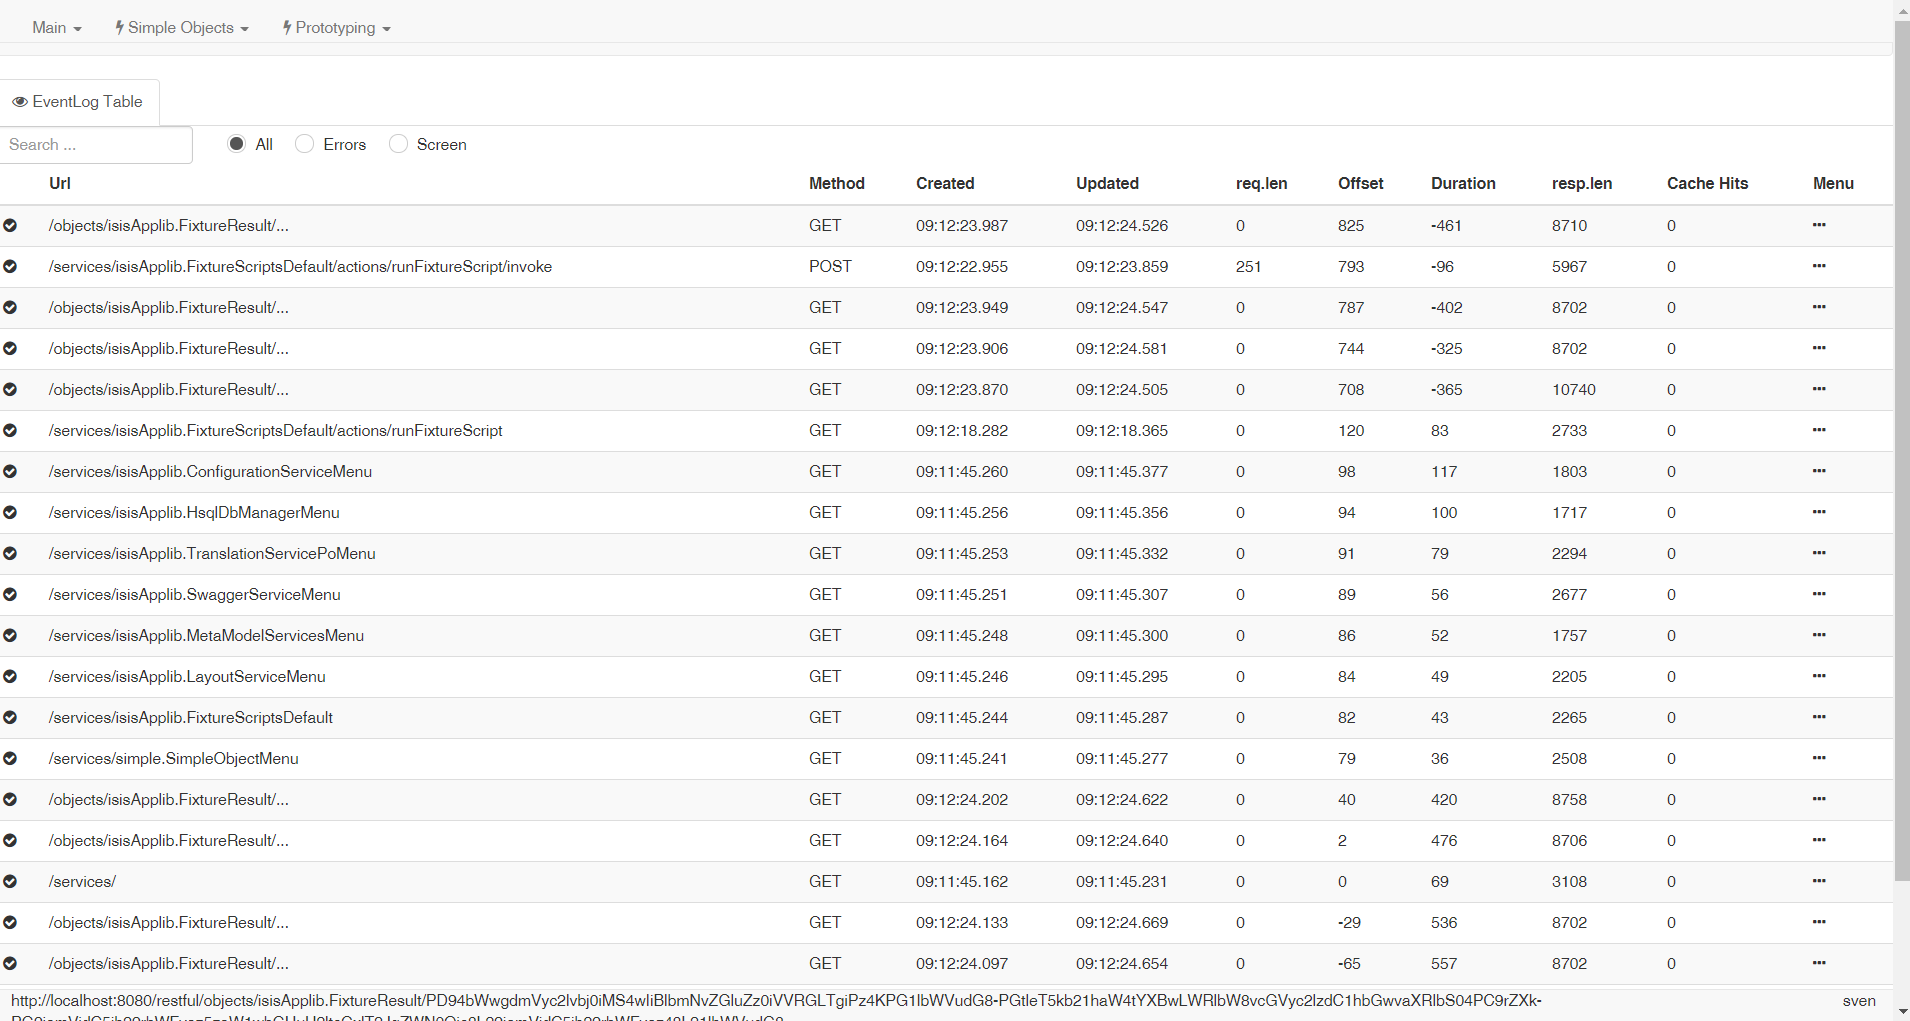 Main Simple Objects Prototyping
EventLog Table
Search ... All Errors Screen
Url Method Created Updated req.len Offset Duration resp.len Cache Hits Menu
/objects/isisApplib.FixtureResult/... GET 09:12:23.987 09:12:24.526 0 825 -461 8710 0
/services/isisApplib.FixtureScriptsDefault/actions/runFixtureScript/invoke POST 09:12:22.955 09:12:23.859 251 793 -96 5967 0
/objects/isisApplib.FixtureResult/... GET 09:12:23.949 09:12:24.547 0 787 -402 8702 0
/objects/isisApplib.FixtureResult/... GET 09:12:23.906 09:12:24.581 0 744 -325 8702 0
/objects/isisApplib.FixtureResult/... GET 09:12:23.870 09:12:24.505 0 708 -365 10740 0
/services/isisApplib.FixtureScriptsDefault/actions/runFixtureScript GET 09:12:18.282 09:12:18.365 0 120 83 2733 0
/services/isisApplib.ConfigurationServiceMenu GET 09:11:45.260 09:11:45.377 0 98 117 1803 0
/services/isisApplib.HsqlDbManagerMenu GET 09:11:45.256 09:11:45.356 0 94 100 1717 0
/services/isisApplib.TranslationServicePoMenu GET 09:11:45.253 09:11:45.332 0 91 79 2294 0
/services/isisApplib.SwaggerServiceMenu GET 09:11:45.251 09:11:45.307 0 89 56 2677 0
/services/isisApplib.MetaModelServicesMenu GET 09:11:45.248 09:11:45.300 0 86 52 1757 0
/services/isisApplib.LayoutServiceMenu GET 09:11:45.246 09:11:45.295 0 84 49 2205 0
/services/isisApplib.FixtureScriptsDefault GET 09:11:45.244 09:11:45.287 0 82 43 2265 0
/services/simple.SimpleObjectMenu GET 09:11:45.241 09:11:45.277 0 79 36 2508 0
/objects/isisApplib.FixtureResult/... GET 09:12:24.202 09:12:24.622 0 40 420 8758 0
/objects/isisApplib.FixtureResult/... GET 09:12:24.164 09:12:24.640 0 2 476 8706 0
/services/ GET 09:11:45.162 09:11:45.231 0 0 69 3108 0
/objects/isisApplib.FixtureResult/... GET 09:12:24.133 09:12:24.669 0 -29 536 8702 0
/objects/isisApplib.FixtureResult/... GET 09:12:24.097 09:12:24.654 0 -65 557 8702 0
sven